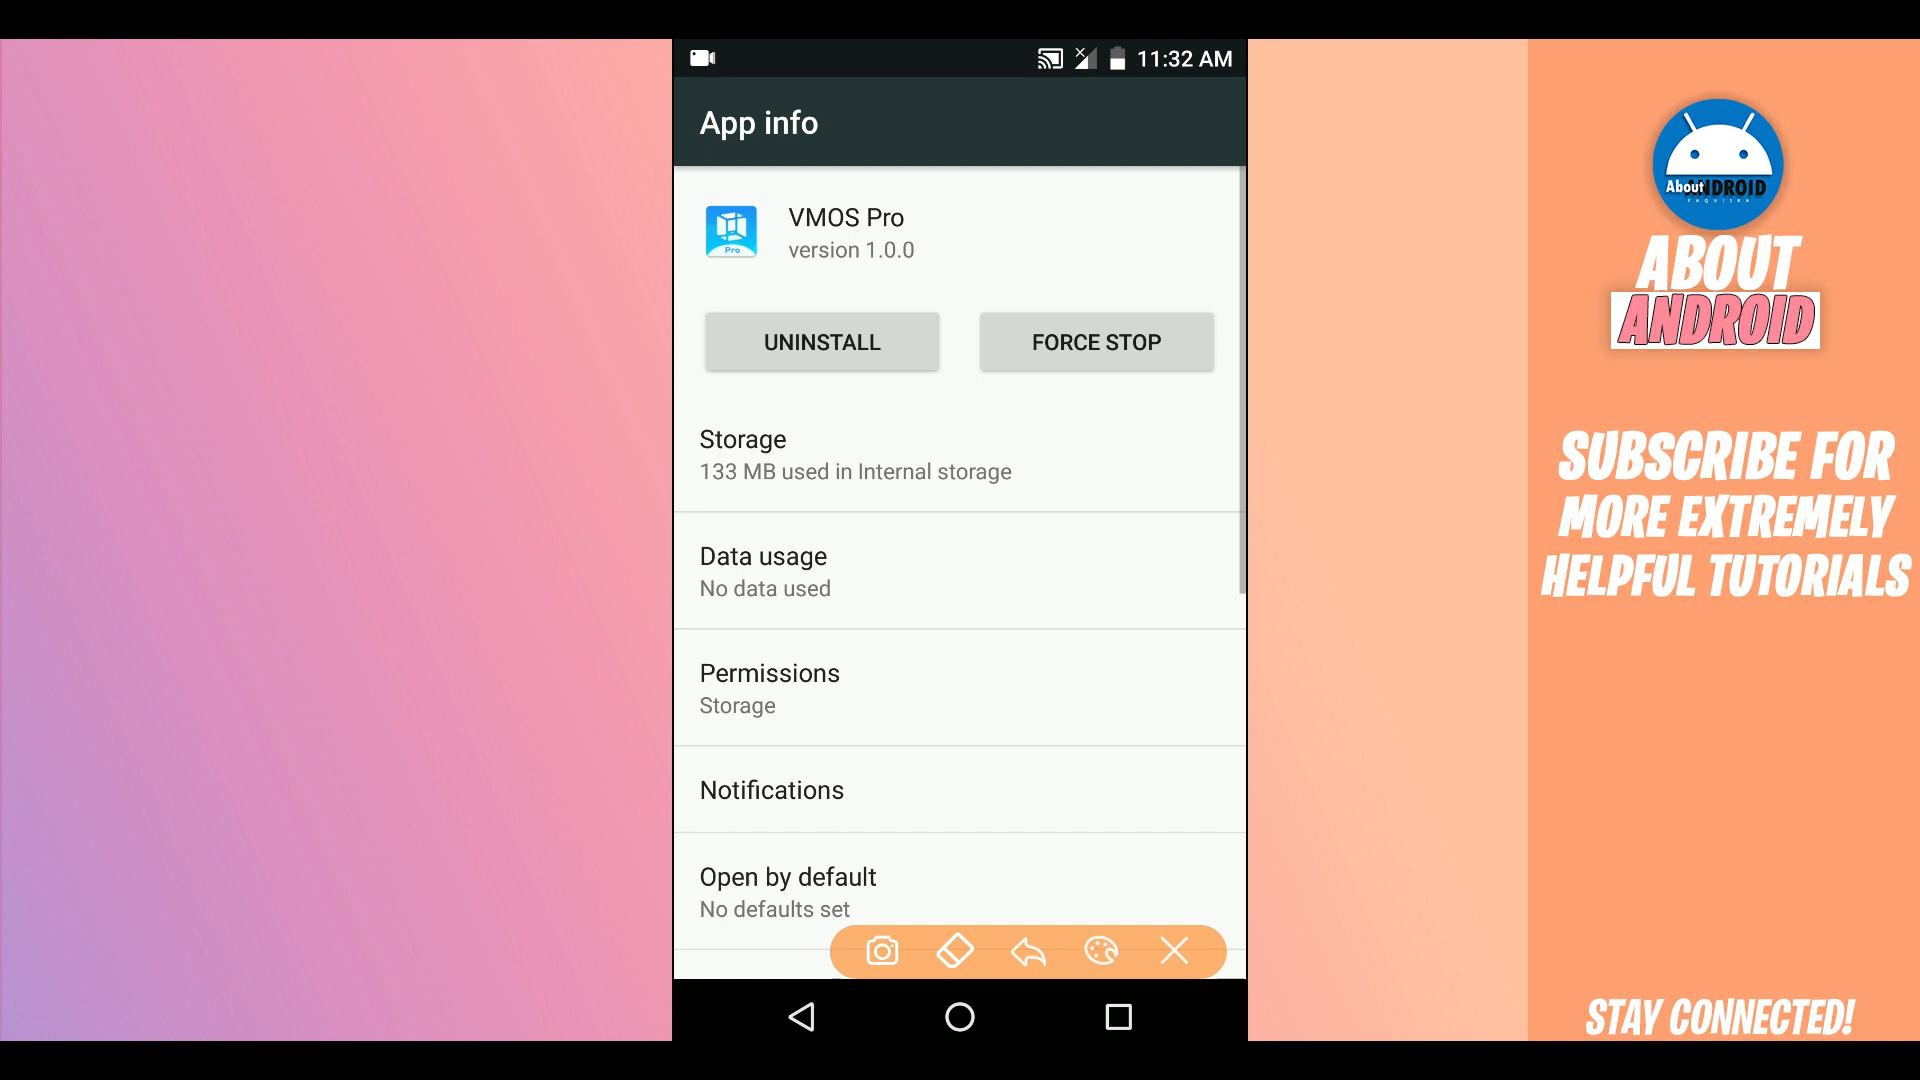 11:32 AM
App info
VMOS Pro
version 1.0.0
Pro
UNINSTALL
FORCE STOP
Storage
133 MB used in Internal storage
Data usage
No data used
Permissions
Storage
Notifications
Open by default
No defaults set
About ANDROID
ABOUT
ANDROID
SUBSCRIBE FOR
MORE EXTREMELY
HELPFUL TUTORIALS
STAY CONNECTED!